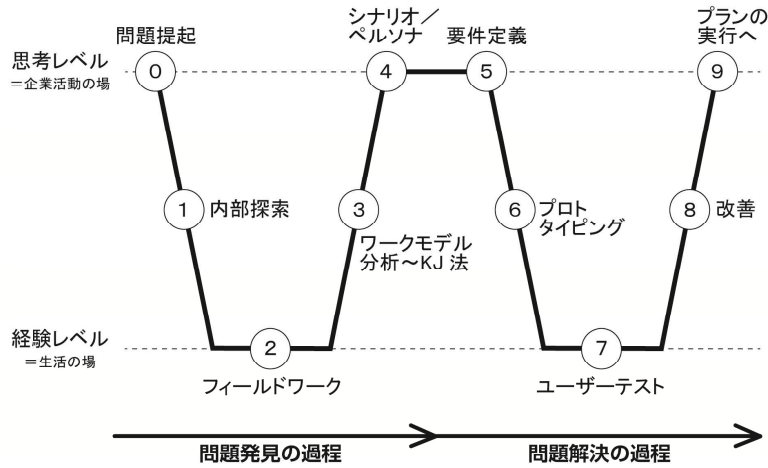 問題提起
シナリオ／
ペルソナ
要件定義
プランの
実行へ
思考レベル
＝企業活動の場
0
4
5
9
1
内部探索
3
ワークモデル
分析～KJ法
6
プロト
タイピング
8
改善
経験レベル
＝生活の場
2
フィールドワーク
7
ユーザーテスト
問題発見の過程
問題解決の過程